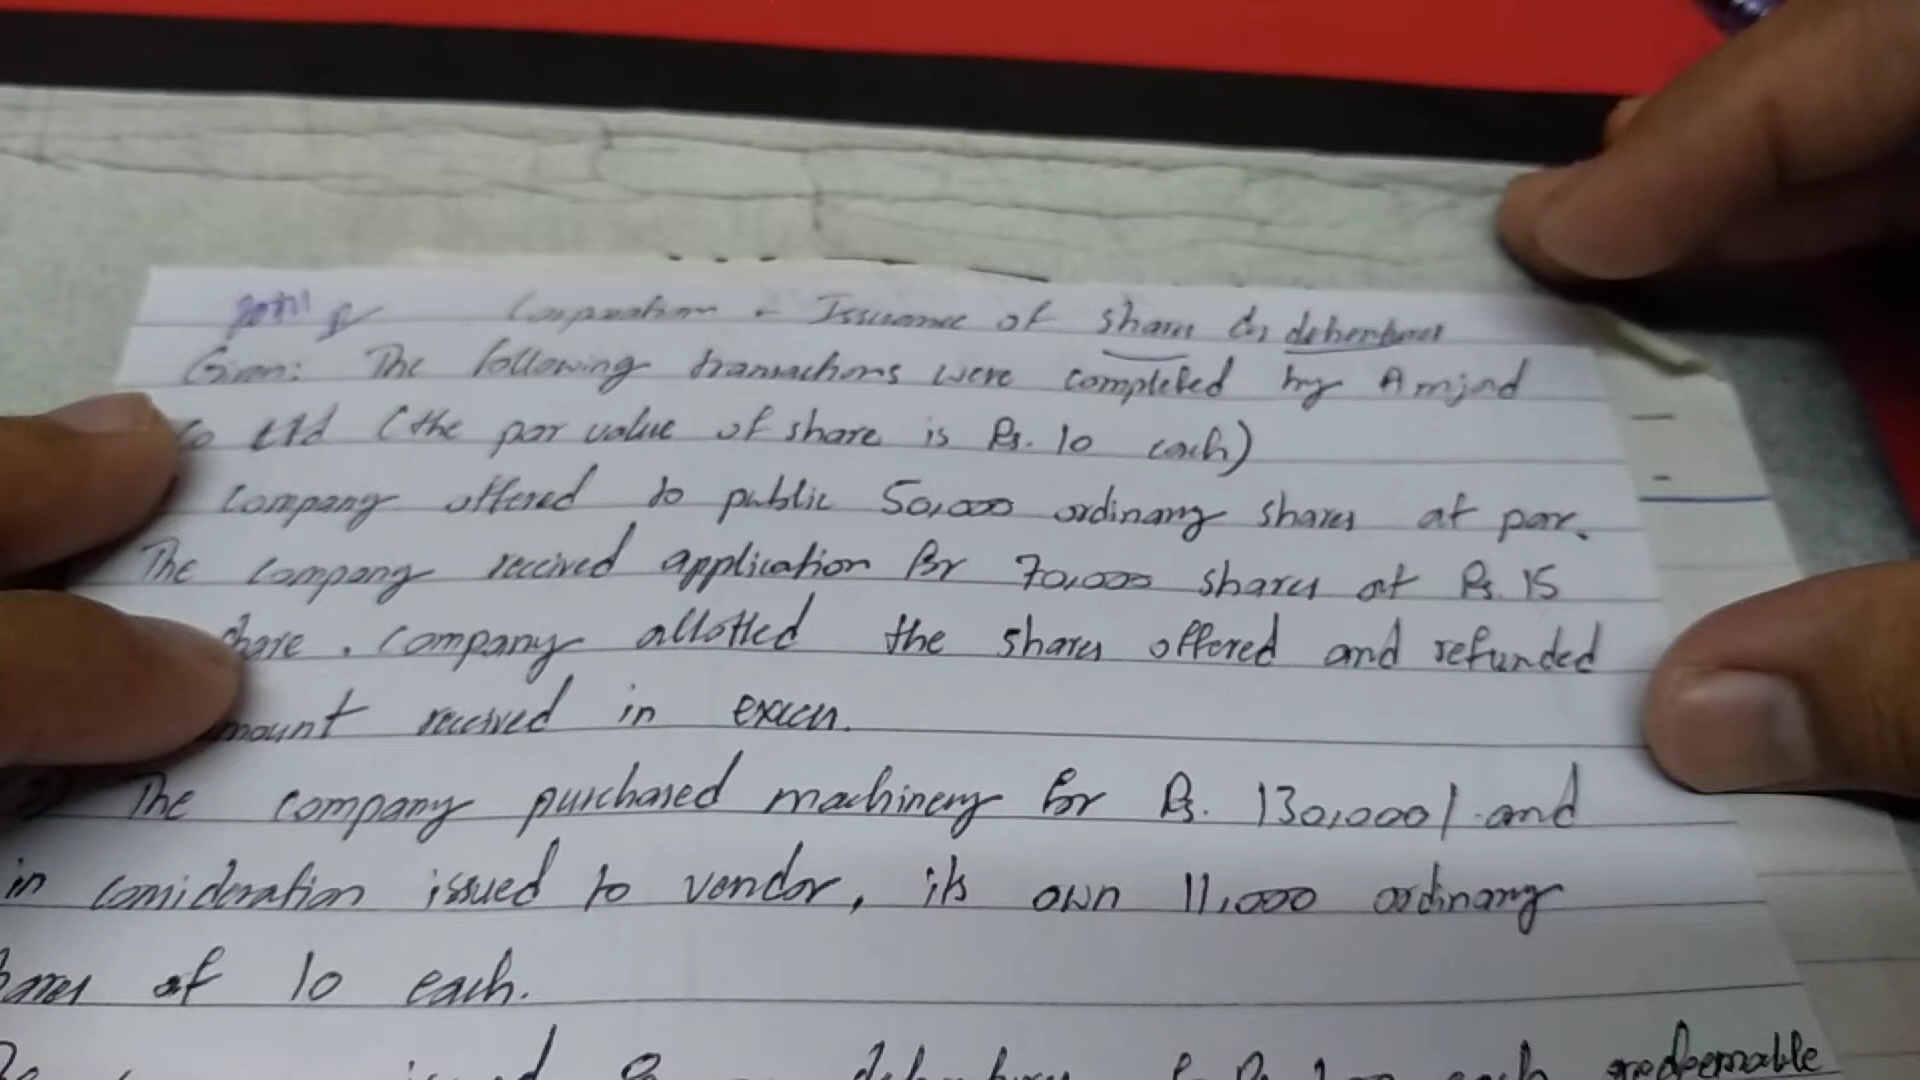 Corporation - Issuance of share & debentures
Given: The following transactions were completed by Amjad
Co Ltd (the par value of share is Rs. 10 each)
Company offered to public 50,000 ordinary shares at par.
The company received application for 70,000 shares at Rs. 15
share. Company allotted the shares offered and refunded
amount received in excess.
The company purchased machinery for Rs. 130,000/- and
in consideration issued to vendor, its own 11,000 ordinary
shares of 10 each.
each redeemable